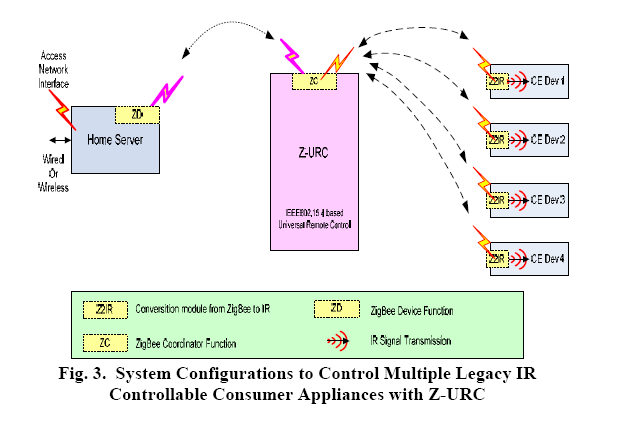 Access
Network
Interface
ZD
Home Server
Wired
Or
Wireless
ZC
Z-URC
IEEE802.15.4 based
Universal Remote Control
Z2IR
CE Dev1
Z2IR
CE Dev2
Z2IR
CE Dev3
Z2IR
CE Dev4
Z2IR
Conversition module from ZigBee to IR
ZD
ZigBee Device Function
ZC
ZigBee Coordinator Function
IR Signal Transmission
Fig. 3. System Configurations to Control Multiple Legacy IR
Controllable Consumer Appliances with Z-URC